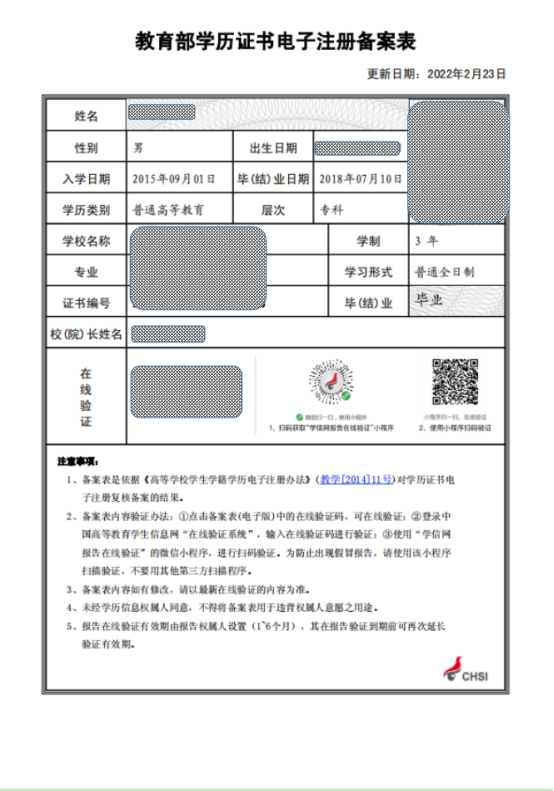 教育部学历证书电子注册备案表
更新日期：2022年2月23日
姓名
性别 男 出生日期
入学日期 2015年09月01日 毕(结)业日期 2018年07月10日
学历类别 普通高等教育 层次 专科
学校名称 学制 3 年
专业 学习形式 普通全日制
证书编号 毕(结)业 毕业
校(院)长姓名
在线验证
微信扫一扫，使用小程序 小程序扫一扫，在线验证
1、扫码获取“学信网报告在线验证”小程序 2、使用小程序扫码验证
注意事项：
1、备案表是依据《高等学校学生学籍学历电子注册办法》(教学[2014]11号)对学历证书电
子注册复核备案的结果。
2、备案表内容验证办法：①点击备案表(电子版)中的在线验证码，可在线验证；②登录中
国高等教育学生信息网“在线验证系统”，输入在线验证码进行验证；③使用“学信网
报告在线验证”的微信小程序，进行扫码验证。为防止出现假冒报告，请使用该小程序
扫描验证，不要用其他第三方扫描程序。
3、备案表内容如有修改，请以最新在线验证的内容为准。
4、未经学历信息权属人同意，不得将备案表用于违背权属人意愿之用途。
5、报告在线验证有效期由报告权属人设置（1~6个月），其在报告验证到期前可再次延长
验证有效期。
CHSI